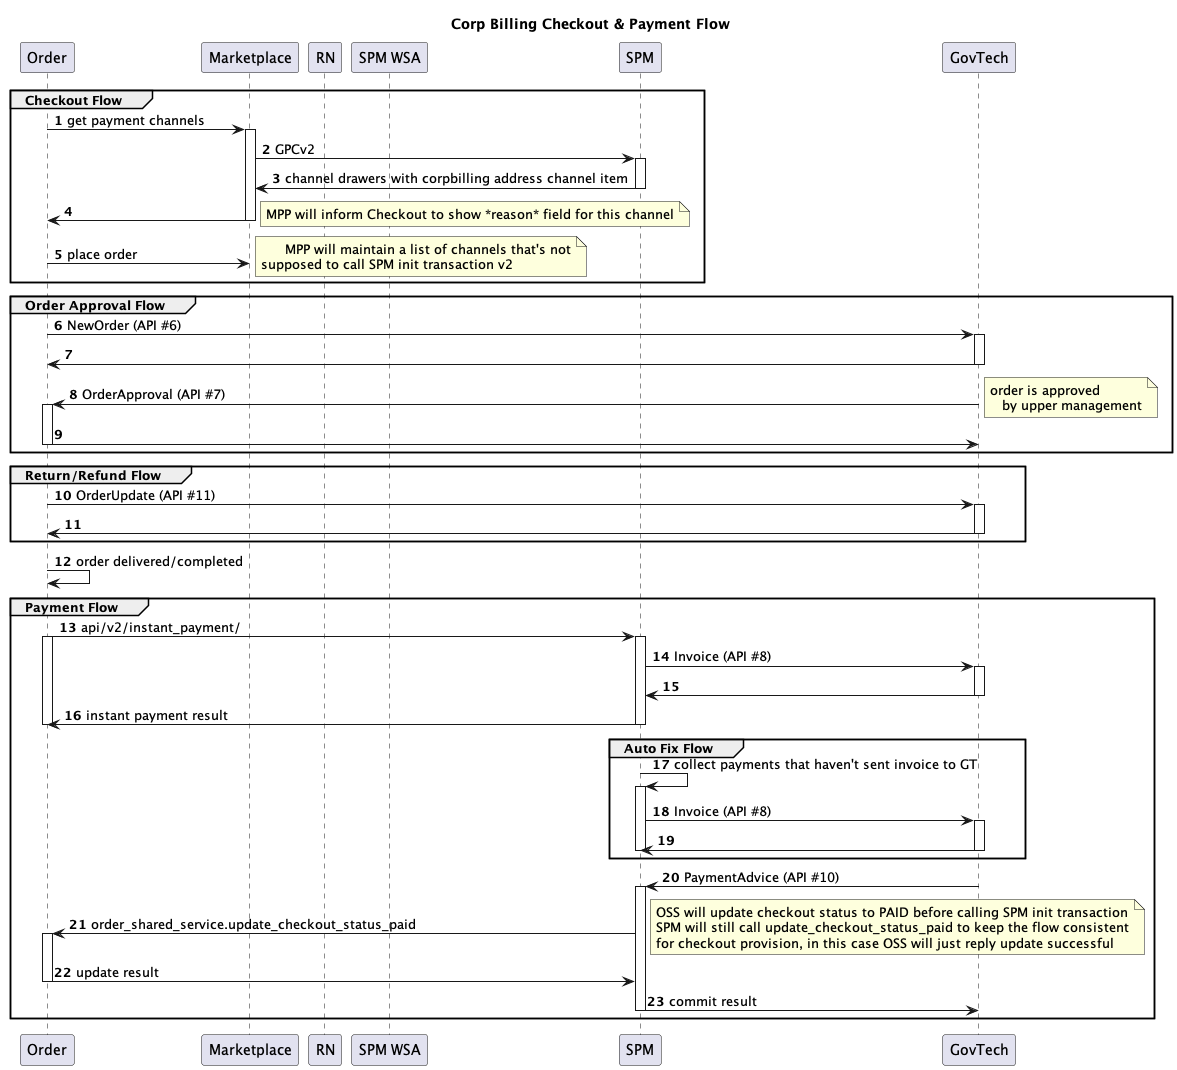 Corp Billing Checkout & Payment Flow
Order Marketplace RN SPM WSA SPM GovTech
Checkout Flow
1 get payment channels
2 GPCv2
3 channel drawers with corpbilling address channel item
4
MPP will inform Checkout to show *reason* field for this channel
MPP will maintain a list of channels that's not
supposed to call SPM init transaction v2
5 place order
Order Approval Flow
6 NewOrder (API #6)
7
order is approved
by upper management
8 OrderApproval (API #7)
9
Return/Refund Flow
10 OrderUpdate (API #11)
11
12 order delivered/completed
Payment Flow
13 api/v2/instant_payment/
14 Invoice (API #8)
15
16 instant payment result
Auto Fix Flow
17 collect payments that haven't sent invoice to GT
18 Invoice (API #8)
19
20 PaymentAdvice (API #10)
OSS will update checkout status to PAID before calling SPM init transaction
SPM will still call update_checkout_status_paid to keep the flow consistent
for checkout provision, in this case OSS will just reply update successful
21 order_shared_service.update_checkout_status_paid
22 update result
23 commit result
Order Marketplace RN SPM WSA SPM GovTech